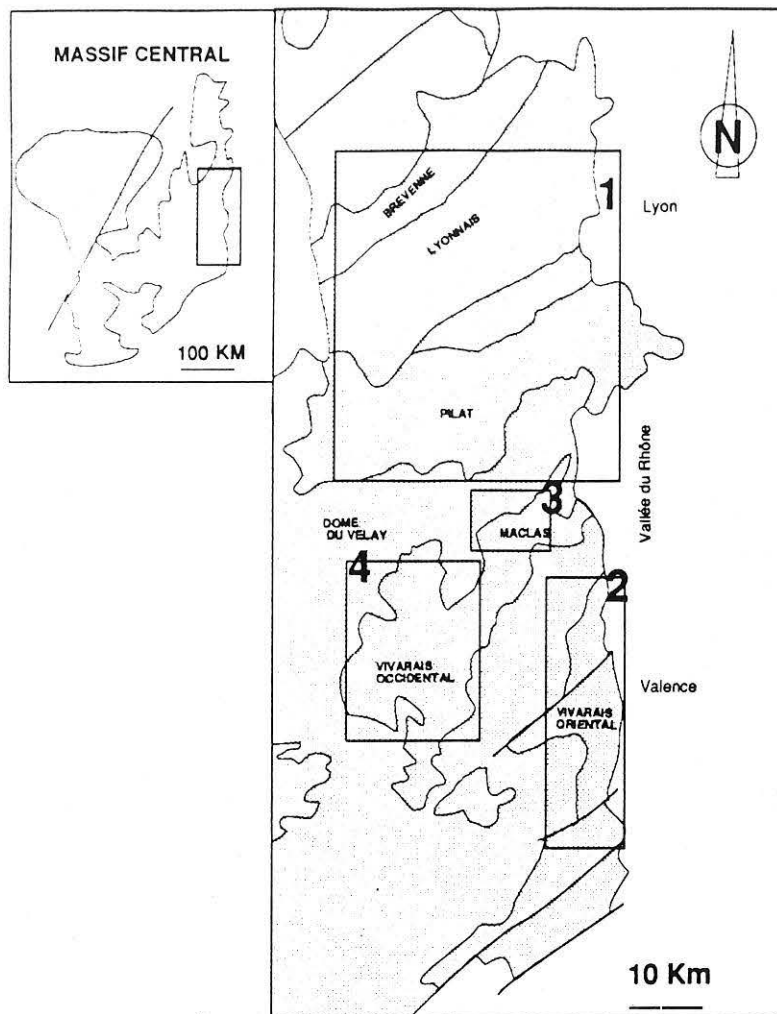 MASSIF CENTRAL
100 KM
N
1
BREVENNE
LYONNAIS
Lyon
PILAT
Vallée du Rhône
3
MACLAS
DOME
DU VELAY
4
2
VIVARAIS
OCCIDENTAL
Valence
VIVARAIS
ORIENTAL
10 Km